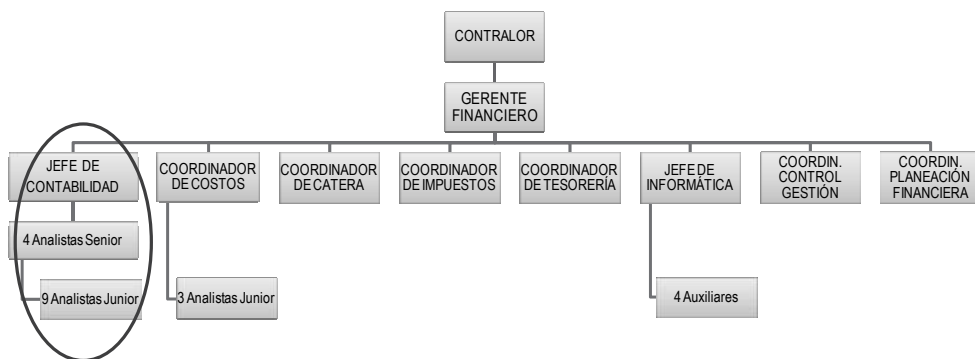 CONTRALOR
GERENTE
FINANCIERO
JEFE DE
CONTABILIDAD
COORDINADOR
DE COSTOS
COORDINADOR
DE CATERA
COORDINADOR
DE IMPUESTOS
COORDINADOR
DE TESORERÍA
JEFE DE
INFORMÁTICA
COORDIN.
CONTROL
GESTIÓN
COORDIN.
PLANEACIÓN
FINANCIERA
4 Analistas Senior
9 Analistas Junior
3 Analistas Junior
4 Auxiliares